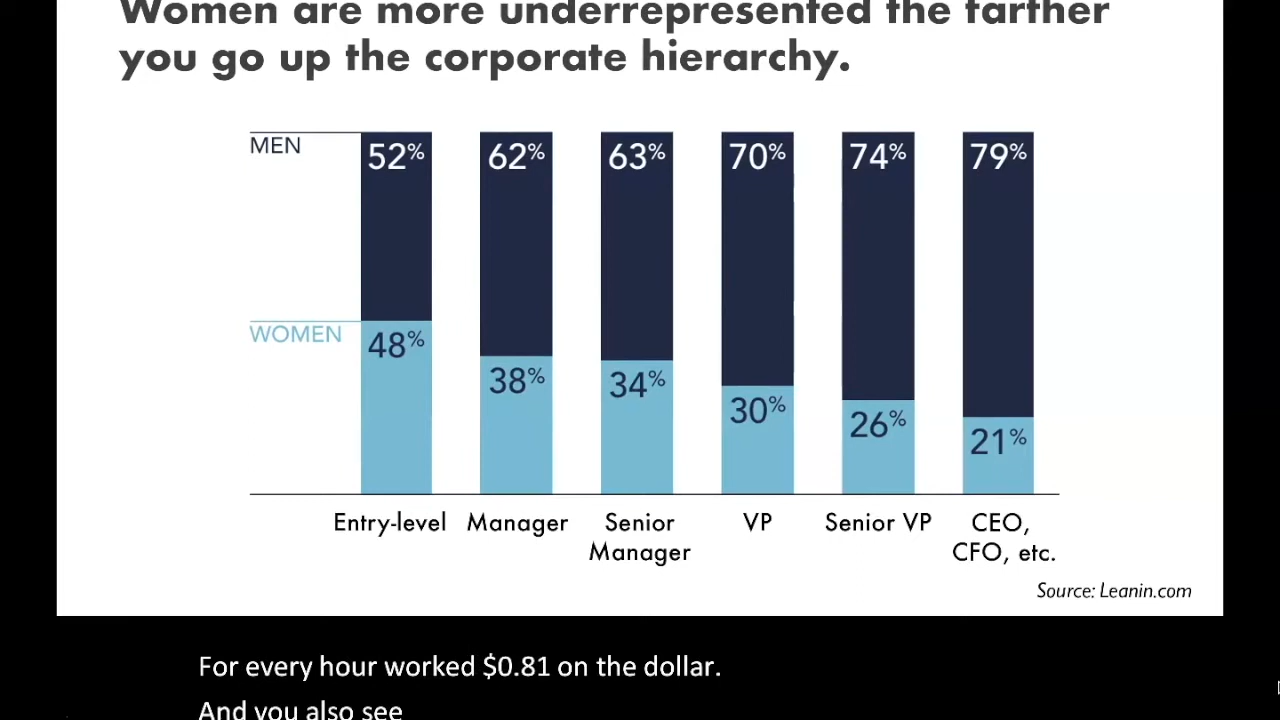 Women are more underrepresented the farther
you go up the corporate hierarchy.
MEN
52% 62% 63% 70% 74% 79%
WOMEN
48% 38% 34% 30% 26% 21%
Entry-level Manager Senior Manager VP Senior VP CEO, CFO, etc.
Source: Leanin.com
For every hour worked $0.81 on the dollar.
And you also see